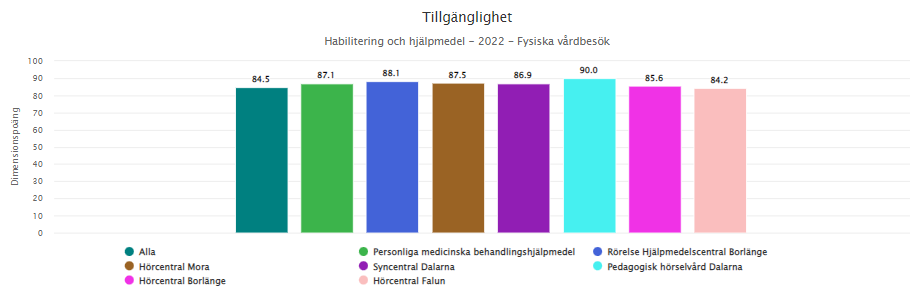 Tillgänglighet
Habilitering och hjälpmedel - 2022 - Fysiska vårdbesök
Dimensionspoäng
100
90
80
70
60
50
40
30
20
10
0
84.5
87.1
88.1
87.5
86.9
90.0
85.6
84.2
Alla
Personliga medicinska behandlingshjälpmedel
Rörelse Hjälpmedelscentral Borlänge
Hörcentral Mora
Syncentral Dalarna
Pedagogisk hörselvård Dalarna
Hörcentral Borlänge
Hörcentral Falun